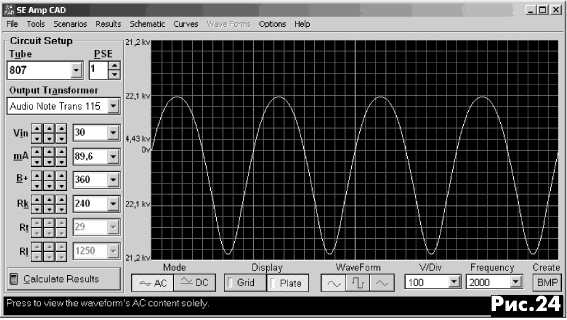 SE Amp CAD
File Tools Scenarios Results Schematic Curves Wave Forms Options Help
Circuit Setup
Tube PSE
807 1
Output Transformer
Audio Note Trans 115
Vin 30
mA 89,6
B+ 360
Rk 240
Rt 29
Rl 1250
Calculate Results
21,2 kv
22,1 kv
4,43 kv
0v
22,1 kv
21,2 kv
Mode Display WaveForm V/Div Frequency Create
AC DC Grid Plate 100 2000 BMP
Press to view the waveform's AC content solely.
Рис.24